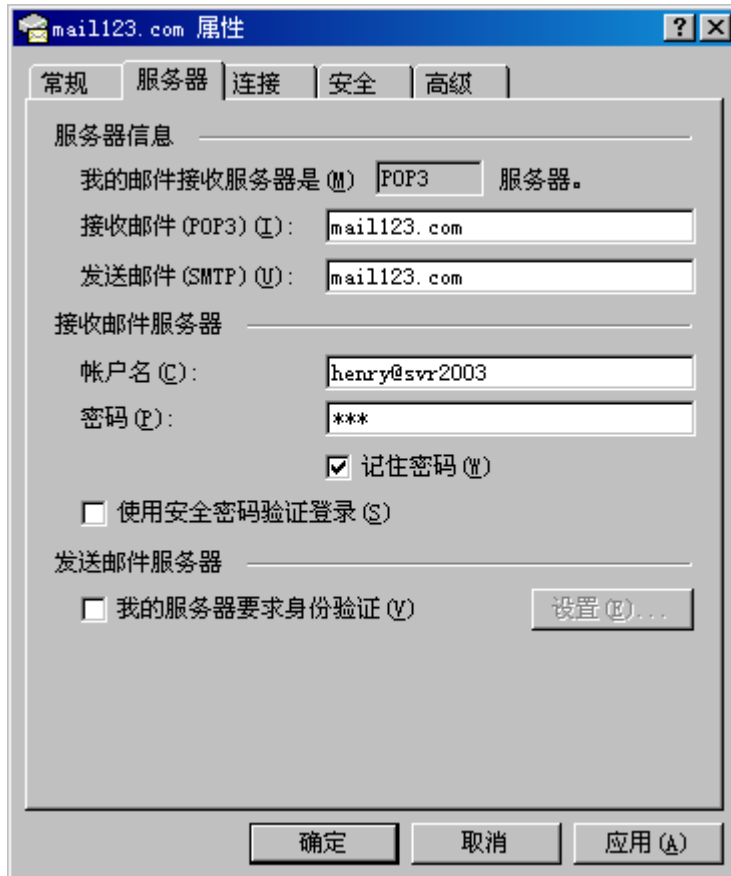 mail123.com 属性
常规 服务器 连接 安全 高级
服务器信息
我的邮件接收服务器是(M) POP3 服务器。
接收邮件(POP3)(I): mail123.com
发送邮件(SMTP)(U): mail123.com
接收邮件服务器
帐户名(C): henry@svr2003
密码(P): ***
记住密码(W)
使用安全密码验证登录(S)
发送邮件服务器
我的服务器要求身份验证(V) 设置(E)...
确定 取消 应用(A)